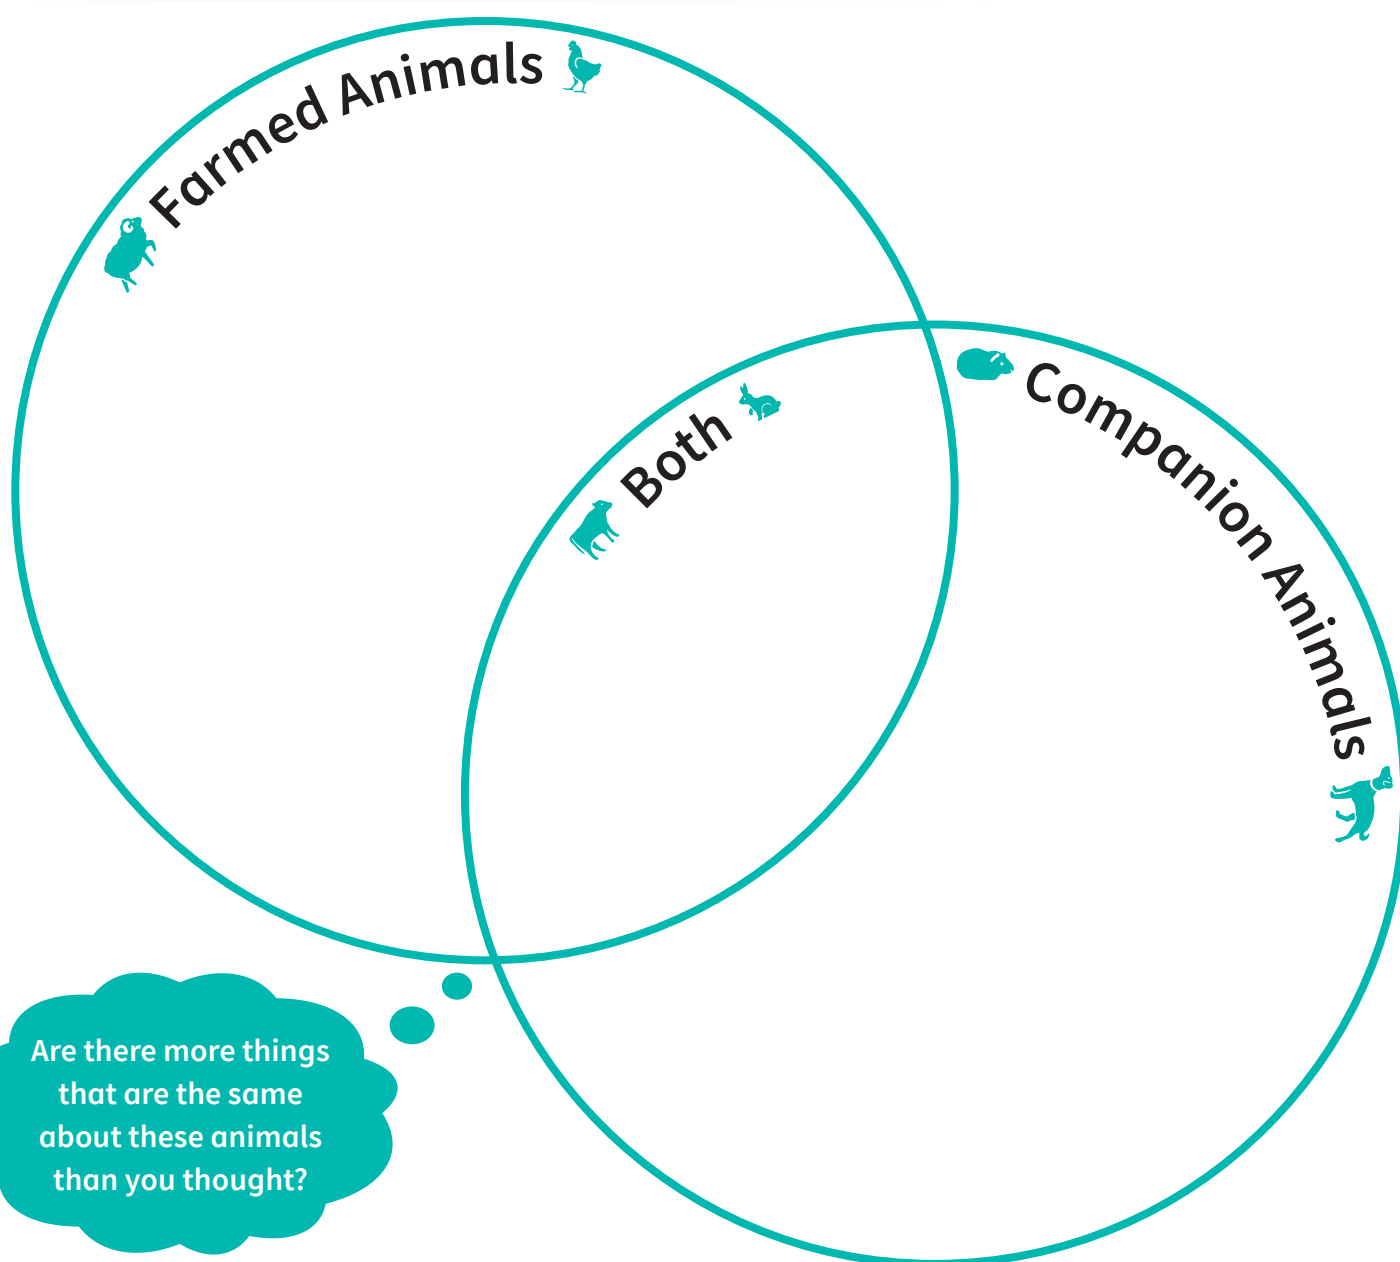 Farmed Animals
Both
Companion Animals
Are there more things
that are the same
about these animals
than you thought?